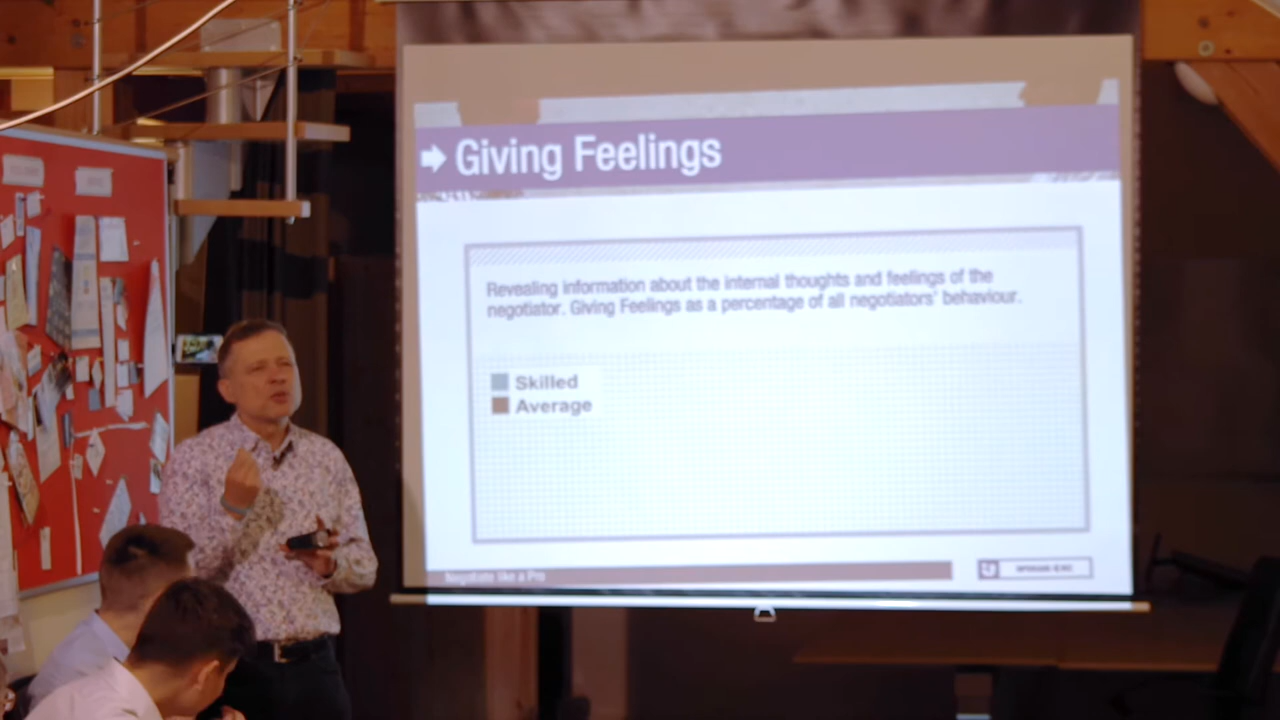 Giving Feelings
Revealing information about the internal thoughts and feelings of the
negotiator. Giving Feelings as a percentage of all negotiators' behaviour.
Skilled
Average
Negotiate like a Pro